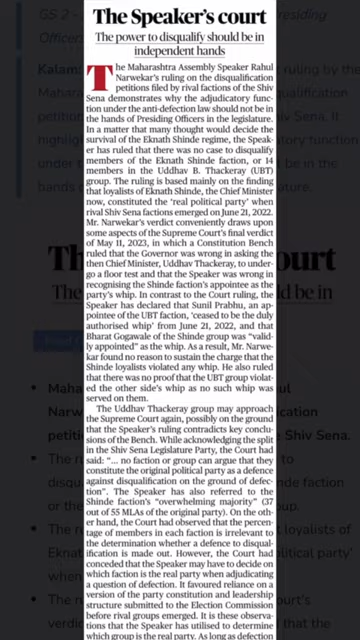 GS 2 -
residing
Officer
The Speaker's court
The power to disqualify should be in
independent hands
The Maharashtra Assembly Speaker Rahul
Narwekar's ruling on the disqualification
petitions filed by rival factions of the Shiv
Sena demonstrates why the adjudicatory func-
tion under the anti-defection law should not be in
the hands of Presiding Officers in the legislature.
In a matter that many thought would decide the
survival of the Eknath Shinde regime, the Speak-
er has ruled that there was no case to disqualify
members of the Eknath Shinde faction, or 14
members in the Uddhav B. Thackeray (UBT)
group. The ruling is based mainly on the finding
that loyalists of Eknath Shinde, the Chief Minister
now, constituted the 'real political party' when
rival Shiv Sena factions emerged on June 21, 2022.
Mr. Narwekar's verdict conveniently draws upon
some aspects of the Supreme Court's final verdict
of May 11, 2023, in which a Constitution Bench
ruled that the Governor was wrong in asking the
then Chief Minister, Uddhav Thackeray, to under-
go a floor test and that the Speaker was wrong in
recognising the Shinde faction's appointee as the
party's whip. In contrast to the Court ruling, the
Speaker has declared that Sunil Prabhu, an ap-
pointee of the UBT faction, 'ceased to be the duly
authorised whip' from June 21, 2022, and that
Bharat Gogawale of the Shinde group was "valid-
ly appointed" as the whip. As a result, Mr. Narwe-
kar found no reason to sustain the charge that the
Shinde loyalists violated any whip. He also ruled
that there was no proof that the UBT group violat-
ed the other side's whip as no such whip was
served on them.
The Uddhav Thackeray group may approach
the Supreme Court again, possibly on the ground
that the Speaker's ruling contradicts key conclu-
sions of the Bench. While acknowledging the split
in the Shiv Sena Legislature Party, the Court had
said: "... no faction or group can argue that they
constitute the original political party as a defence
against disqualification on the ground of defec-
tion". The Speaker has also referred to the
Shinde faction's "overwhelming majority" (37
out of 55 MLAs of the original party). On the oth-
er hand, the Court had observed that the percen-
tage of members in each faction is irrelevant to
the determination whether a defence to disqual-
ification is made out. However, the Court had
conceded that the Speaker may have to decide on
which faction is the real party when adjudicating
a question of defection. It favoured reliance on a
version of the party constitution and leadership
structure submitted to the Election Commission
before rival groups emerged. It is these observa-
tions that the Speaker has utilised to determine
which group is the real party. As long as defection